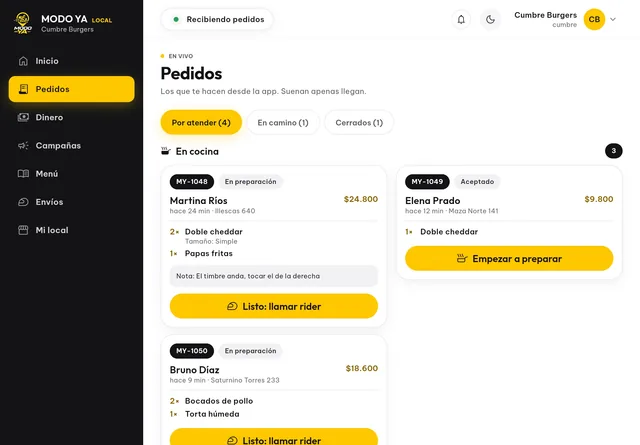 MODO YA LOCAL
Cumbre Burgers
Inicio
Pedidos
Dinero
Campañas
Menú
Envíos
Mi local
Recibiendo pedidos
Cumbre Burgers
cumbre
CB
EN VIVO
Pedidos
Los que te hacen desde la app. Suenan apenas llegan.
Por atender (4)
En camino (1)
Cerrados (1)
En cocina
3
MY-1048
En preparación
Martina Ríos
$24.800
hace 24 min · Illescas 640
2× Doble cheddar
Tamaño: Simple
1× Papas fritas
Nota: El timbre anda, tocar el de la derecha
Listo: llamar rider
MY-1049
Aceptado
Elena Prado
$9.800
hace 12 min · Maza Norte 141
1× Doble cheddar
Empezar a preparar
MY-1050
En preparación
Bruno Díaz
$18.600
hace 9 min · Saturnino Torres 233
2× Bocados de pollo
1× Torta húmeda
Listo: llamar rider